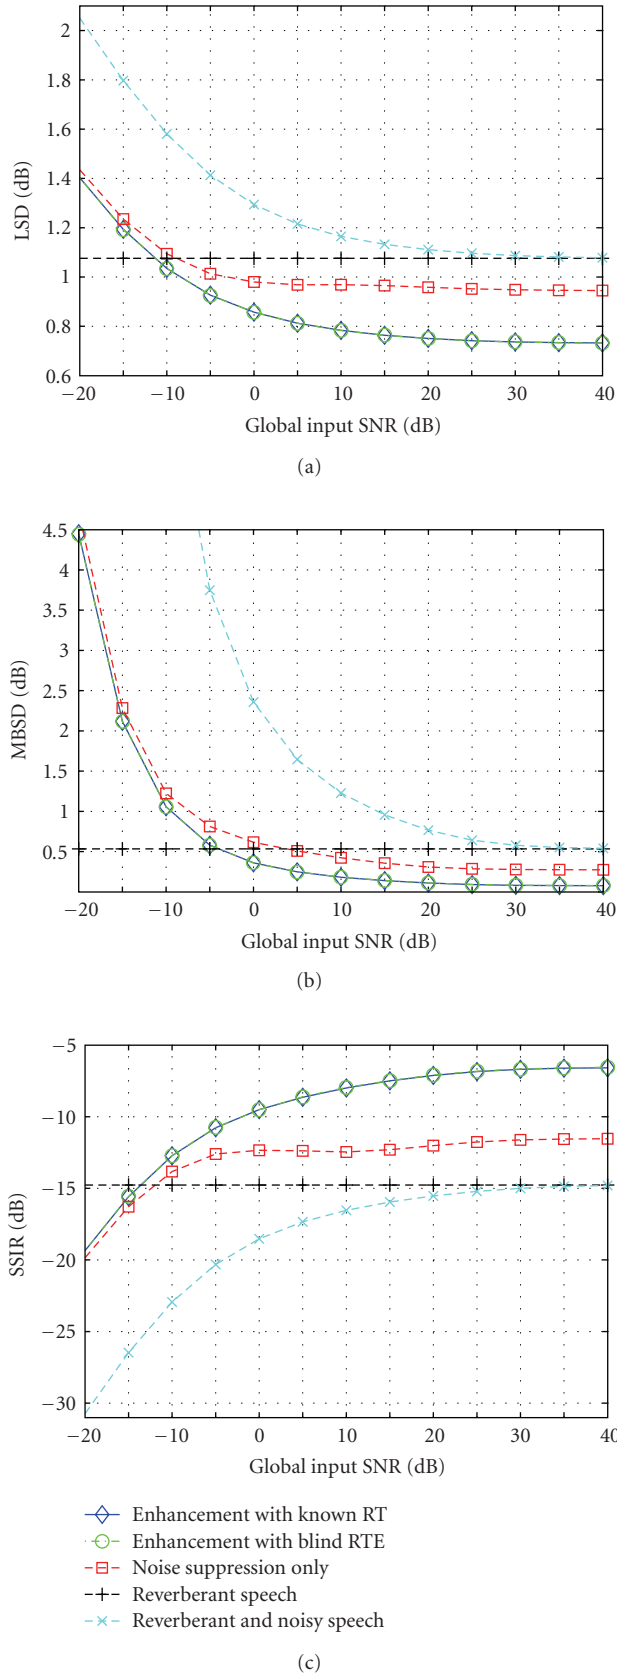 2
1.8
1.6
1.4
1.2
1
0.8
0.6
LSD (dB)
−20 −10 0 10 20 30 40
Global input SNR (dB)
(a)
4.5
4
3.5
3
2.5
2
1.5
1
0.5
MBSD (dB)
−20 −10 0 10 20 30 40
Global input SNR (dB)
(b)
−5
−10
−15
−20
−25
−30
SSIR (dB)
−20 −10 0 10 20 30 40
Global input SNR (dB)
Enhancement with known RT
Enhancement with blind RTE
Noise suppression only
Reverberant speech
Reverberant and noisy speech
(c)